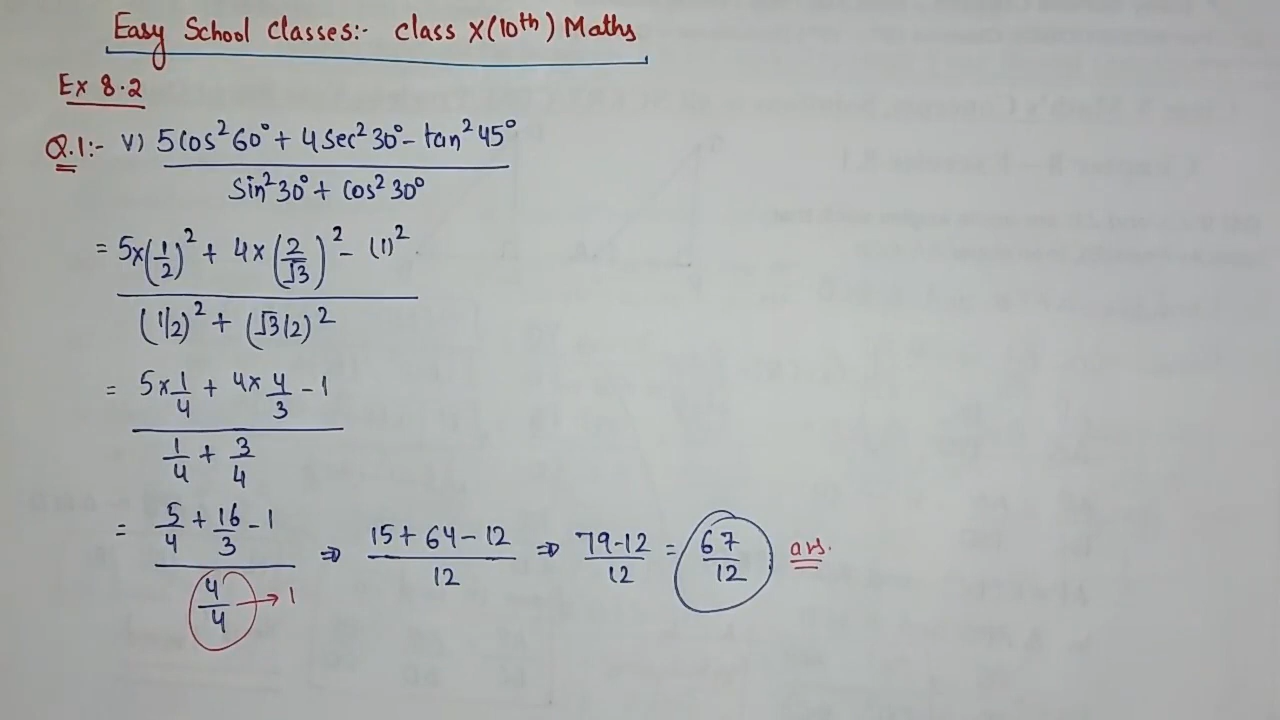 Easy School Classes:- class X(10th) Maths
Ex 8.2
Q.1:- v) 5cos²60° + 4sec²30° - tan²45°
sin²30° + cos²30°
= 5×(1/2)² + 4×(2/√3)² - (1)²
(1/2)² + (√3/2)²
= 5×1/4 + 4×4/3 - 1
1/4 + 3/4
= 5/4 + 16/3 - 1
4/4 → 1
⇒ 15+64-12/12 ⇒ 79-12/12 = 67/12 ans.